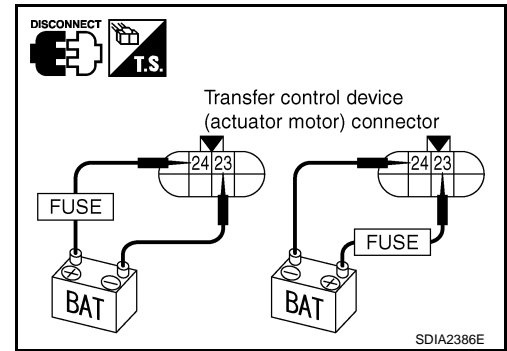 DISCONNECT
T.S.
Transfer control device
(actuator motor) connector
24 23
24 23
FUSE
FUSE
+ −
− +
BAT
BAT
SDIA2386E